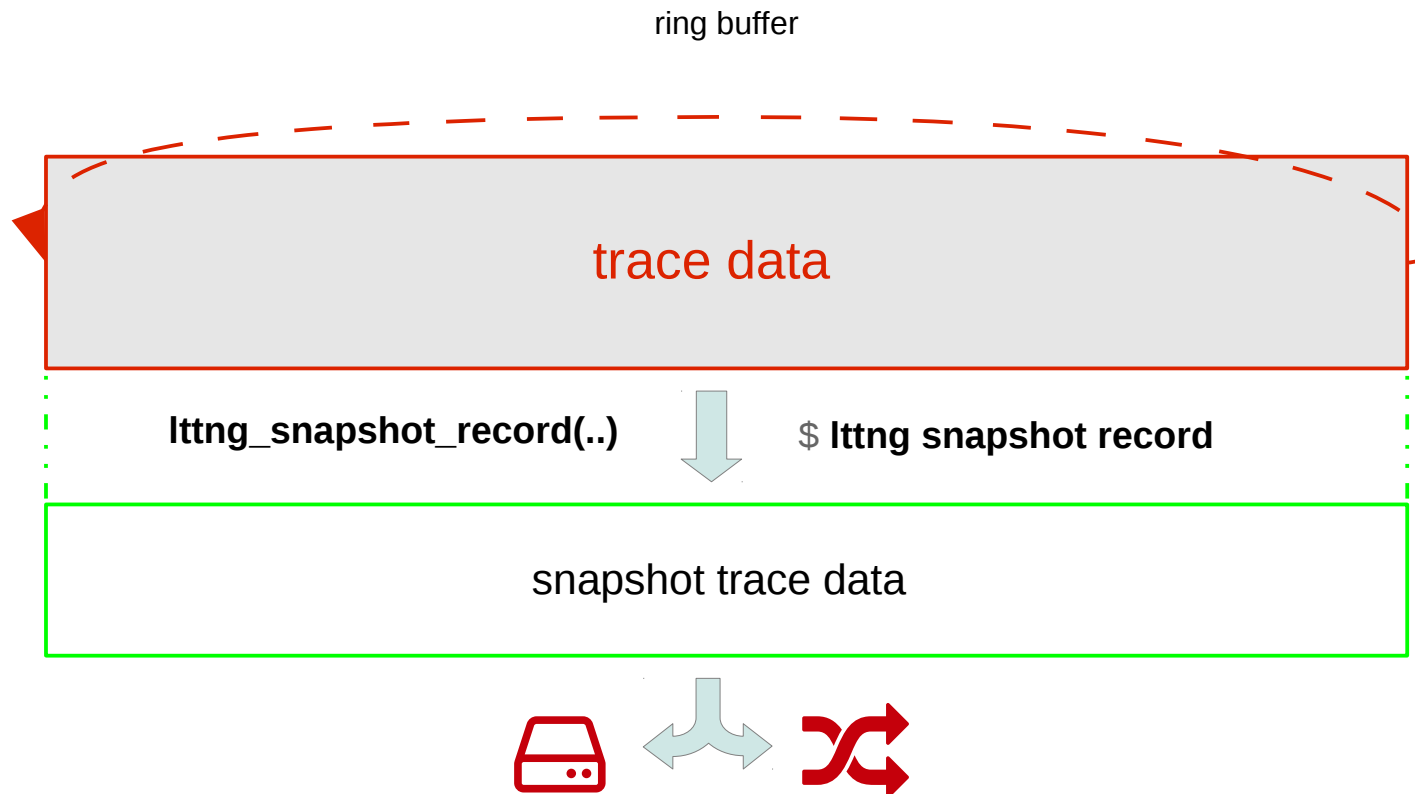 ring buffer
trace data
lttng_snapshot_record(..)
$ lttng snapshot record
snapshot trace data